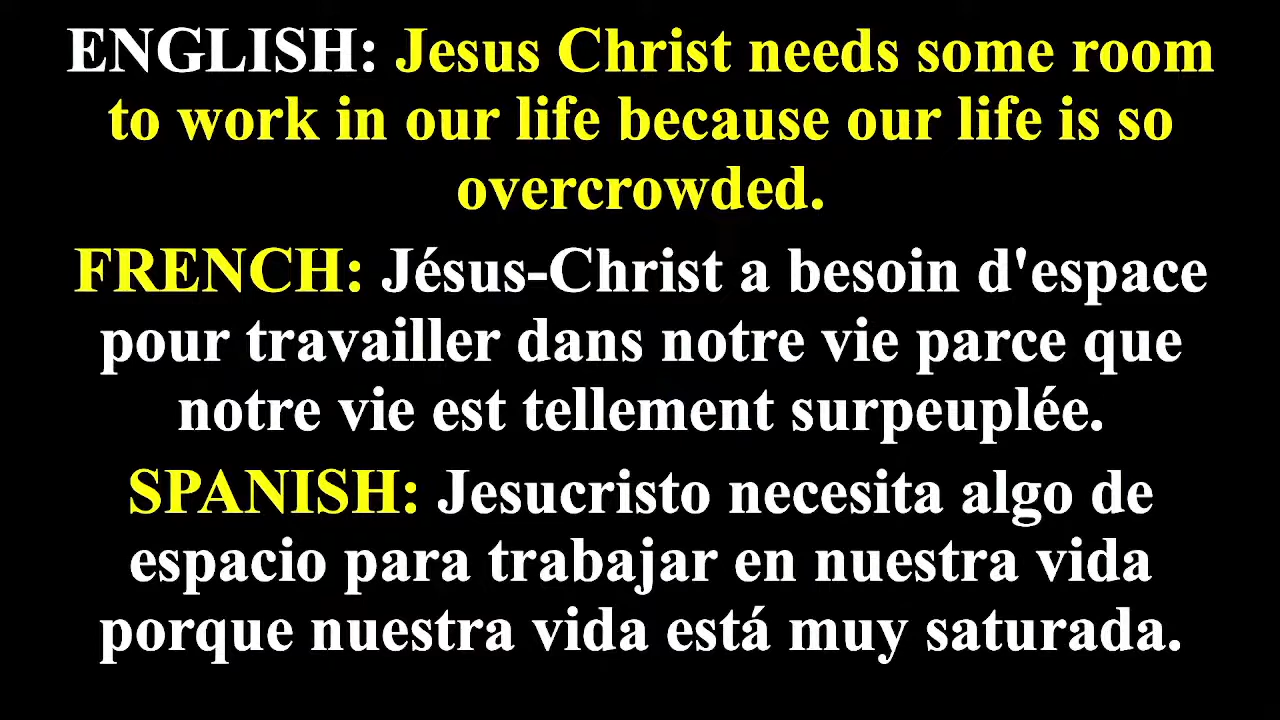 ENGLISH: Jesus Christ needs some room
to work in our life because our life is so
overcrowded.
FRENCH: Jésus-Christ a besoin d'espace
pour travailler dans notre vie parce que
notre vie est tellement surpeuplée.
SPANISH: Jesucristo necesita algo de
espacio para trabajar en nuestra vida
porque nuestra vida está muy saturada.